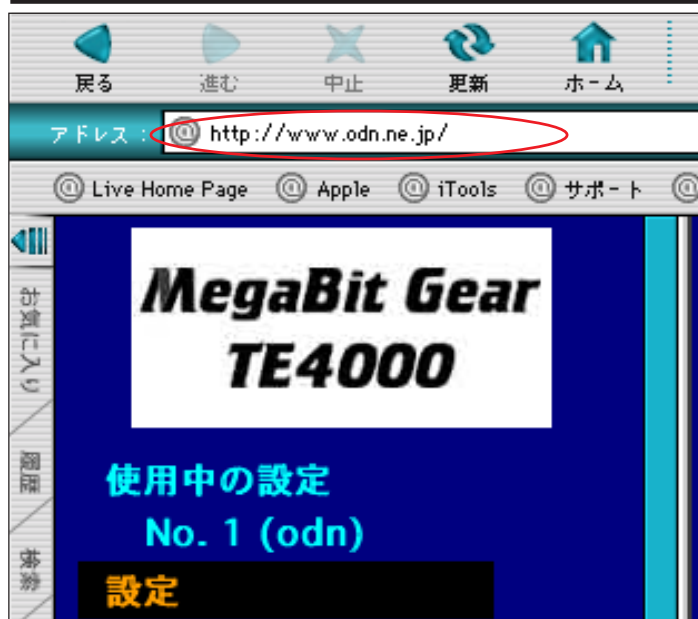 戻る 進む 中止 更新 ホーム
アドレス : @ http://www.odn.ne.jp/
@ Live Home Page @ Apple @ iTools @ サポート @
お気に入り
履歴
検索
MegaBit Gear
TE4000
使用中の設定
No. 1 (odn)
設定